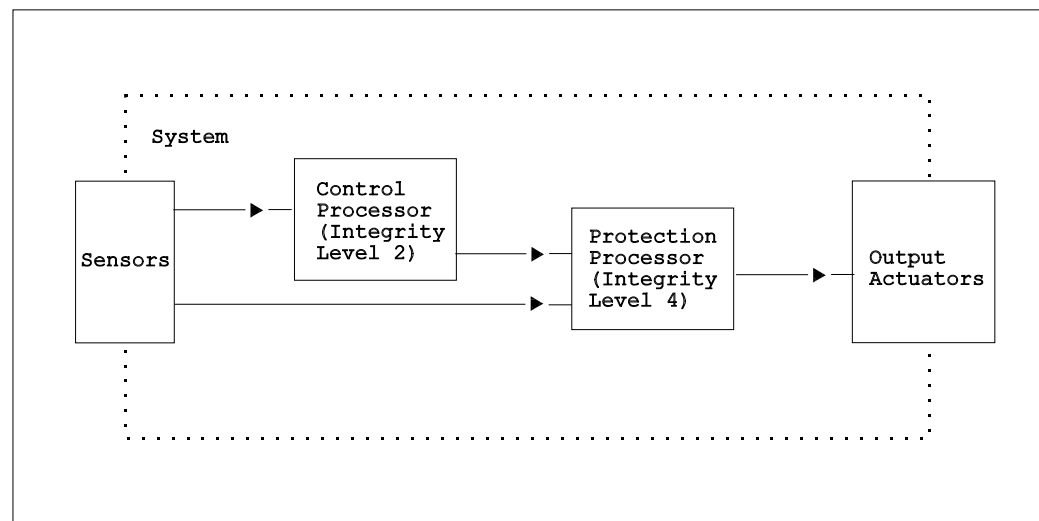 System
Sensors
Control
Processor
(Integrity
Level 2)
Protection
Processor
(Integrity
Level 4)
Output
Actuators